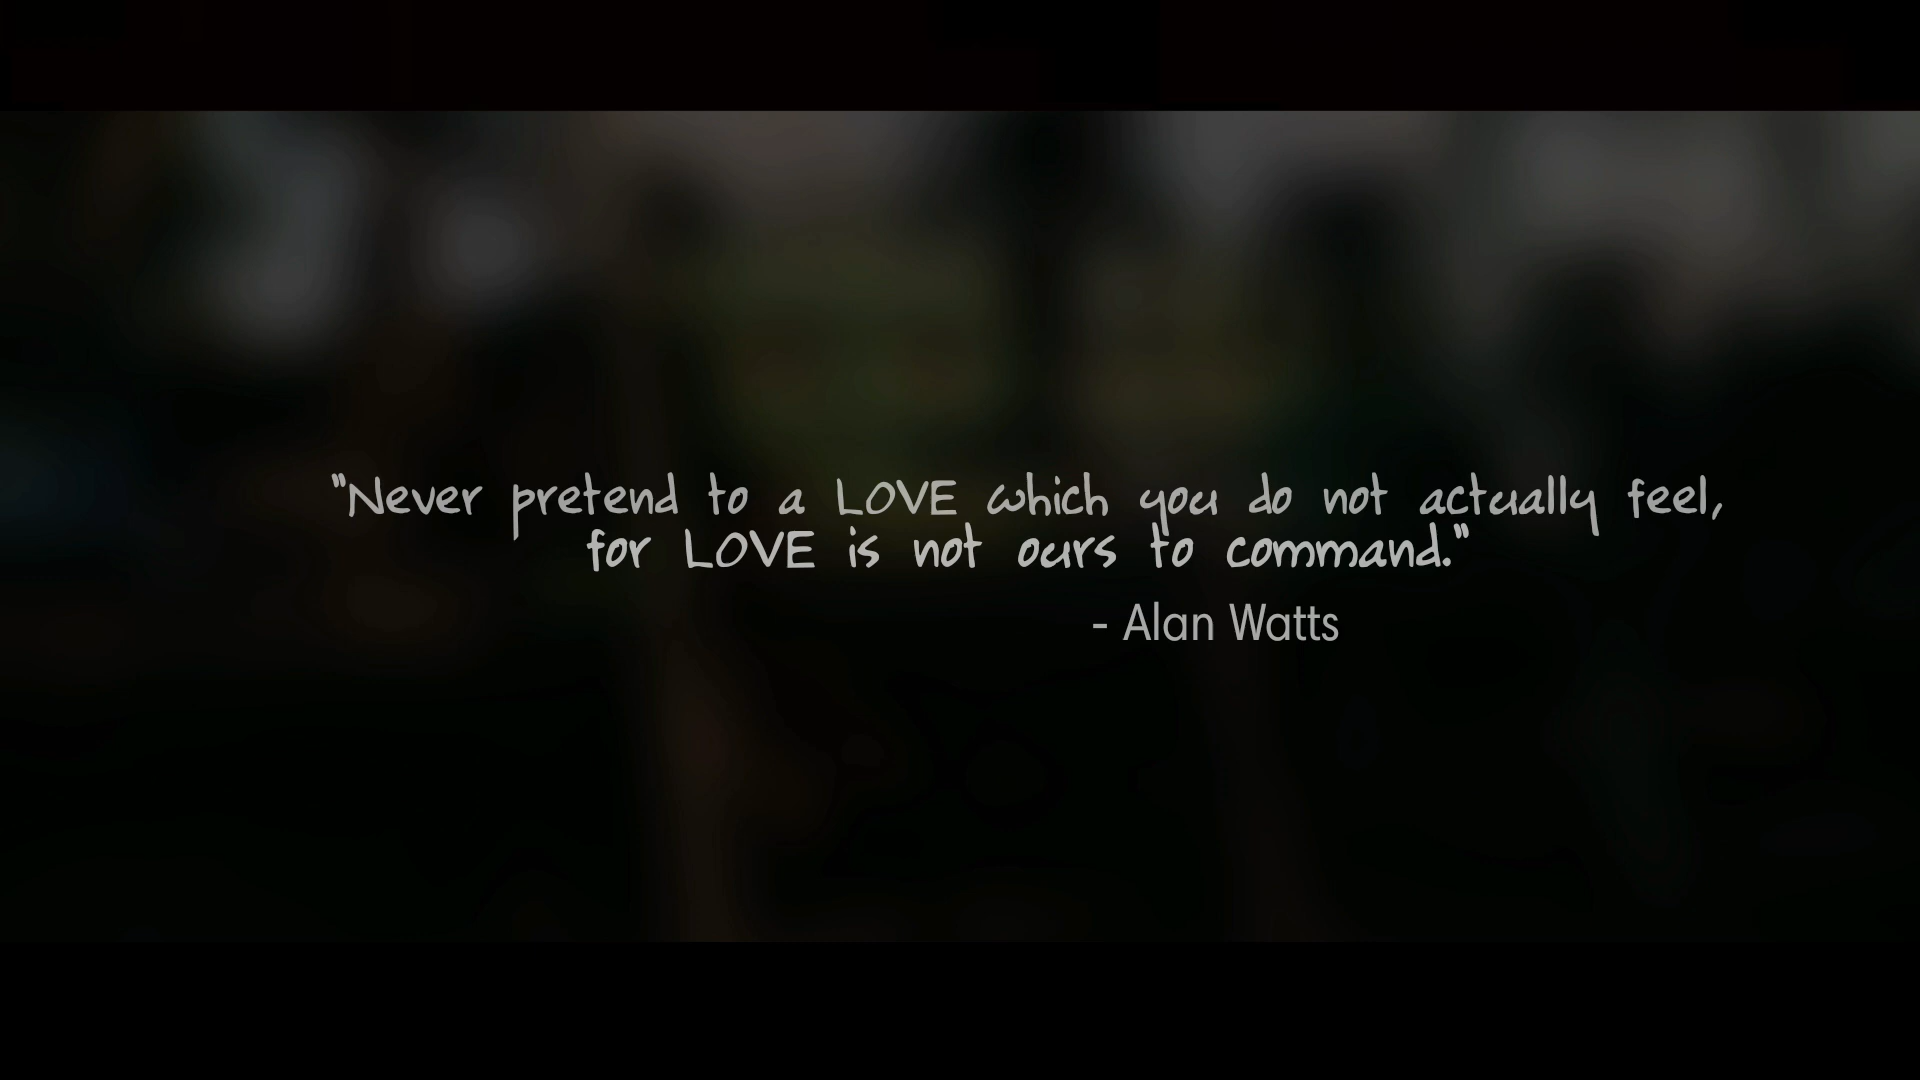 "Never pretend to a LOVE which you do not actually feel,
for LOVE is not ours to command."
- Alan Watts